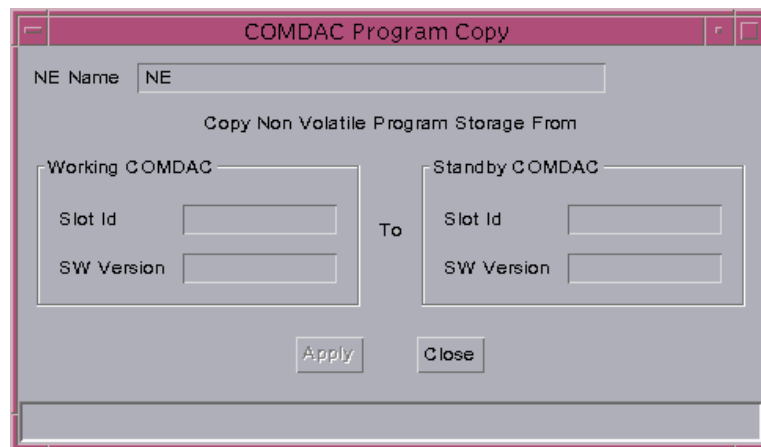 COMDAC Program Copy
NE Name NE
Copy Non Volatile Program Storage From
Working COMDAC
Slot Id
SW Version
To
Standby COMDAC
Slot Id
SW Version
Apply Close